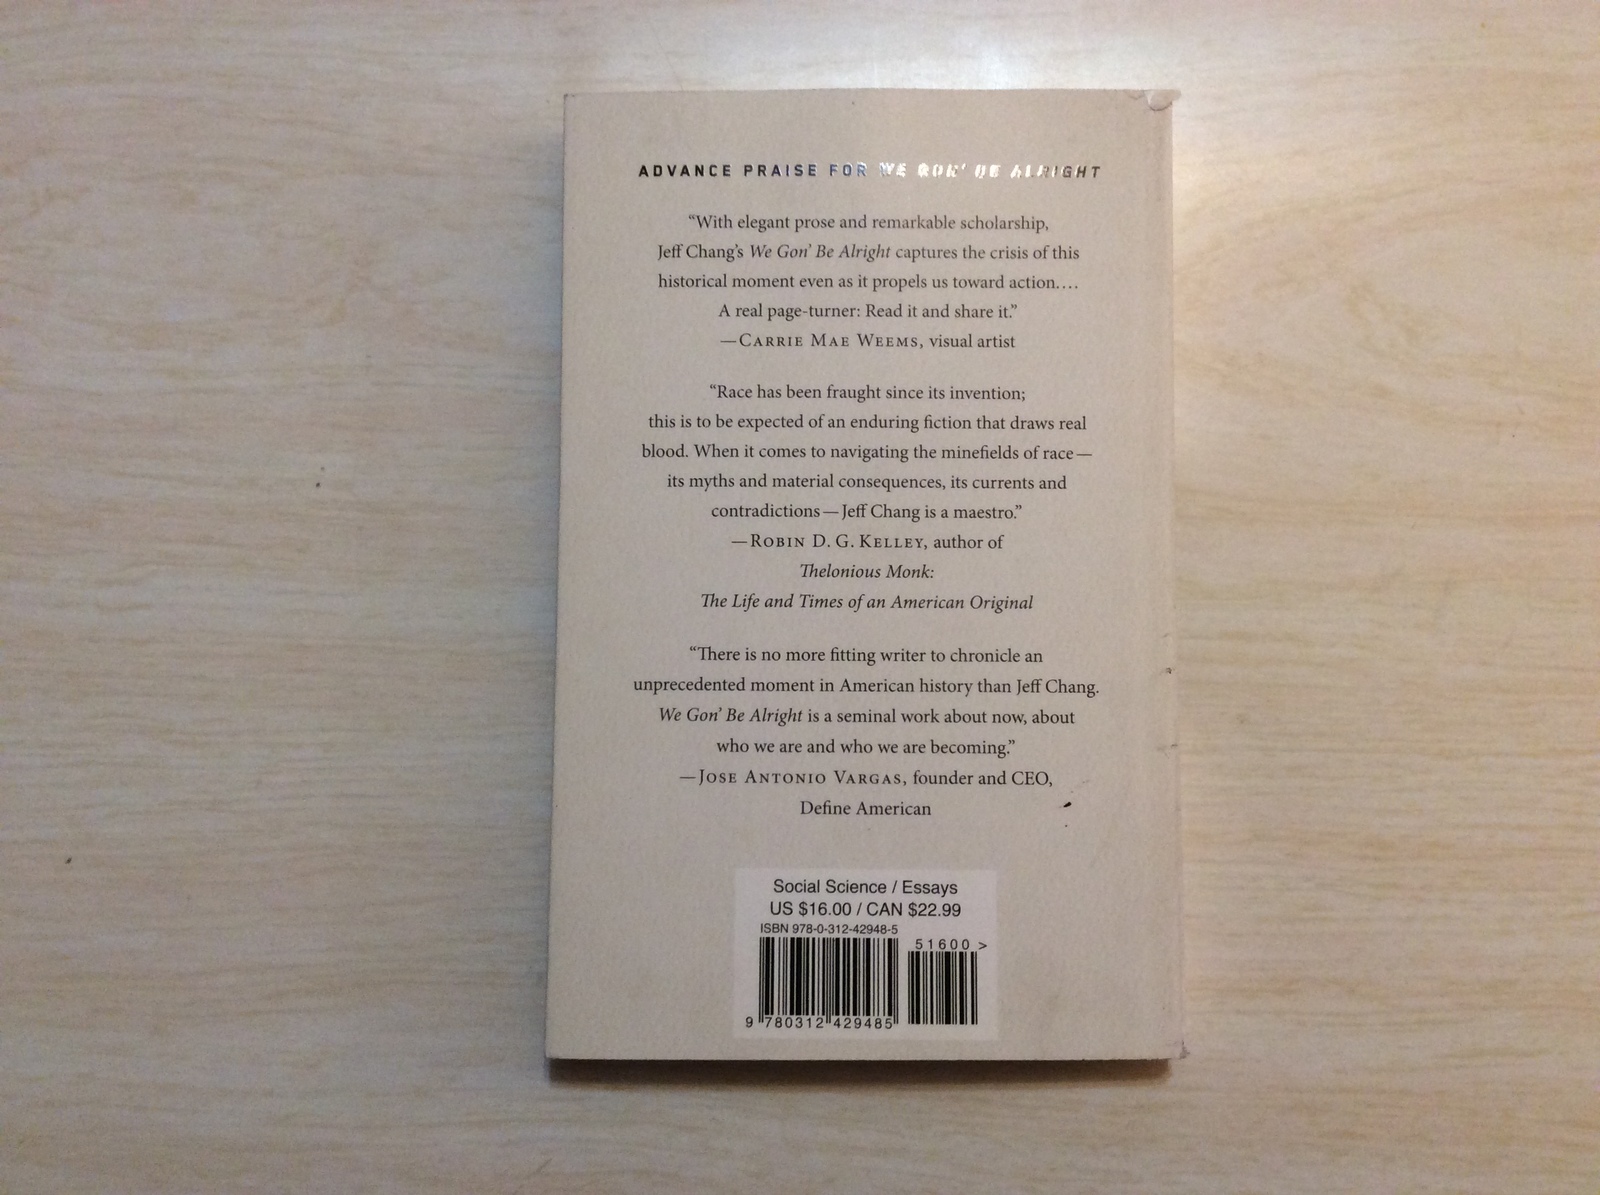 ADVANCE PRAISE FOR WE GON' BE ALRIGHT
“With elegant prose and remarkable scholarship,
Jeff Chang’s We Gon’ Be Alright captures the crisis of this
historical moment even as it propels us toward action....
A real page-turner: Read it and share it.”
—CARRIE MAE WEEMS, visual artist
“Race has been fraught since its invention;
this is to be expected of an enduring fiction that draws real
blood. When it comes to navigating the minefields of race—
its myths and material consequences, its currents and
contradictions—Jeff Chang is a maestro.”
—ROBIN D. G. KELLEY, author of
Thelonious Monk:
The Life and Times of an American Original
“There is no more fitting writer to chronicle an
unprecedented moment in American history than Jeff Chang.
We Gon’ Be Alright is a seminal work about now, about
who we are and who we are becoming.”
—JOSE ANTONIO VARGAS, founder and CEO,
Define American
Social Science / Essays
US $16.00 / CAN $22.99
ISBN 978-0-312-42948-5
51600 >
9 780312 429485